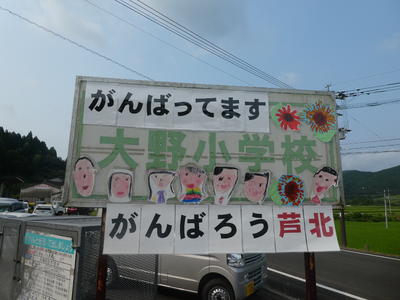 がんばってます
大野小学校
がんばろう芦北